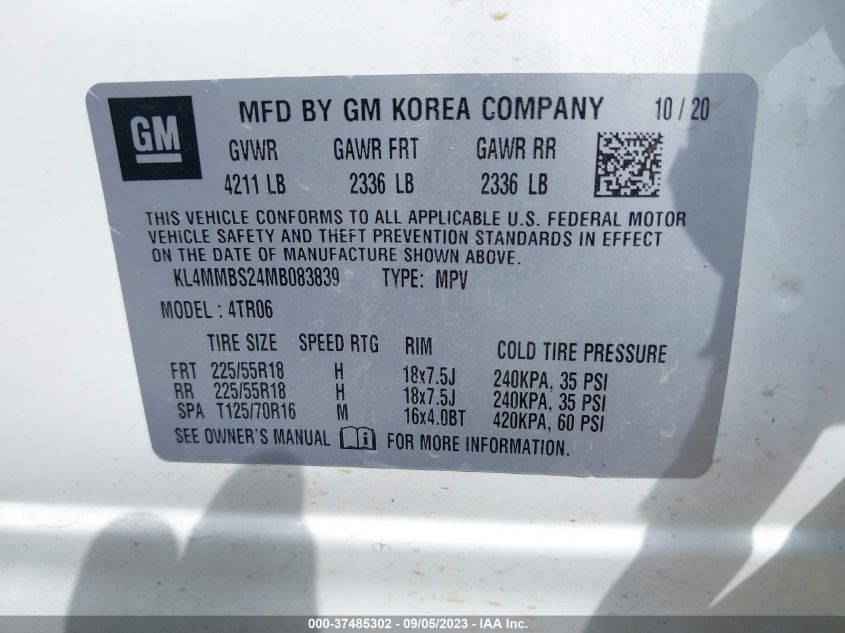 GM
MFD BY GM KOREA COMPANY 10 / 20
GVWR GAWR FRT GAWR RR
4211 LB 2336 LB 2336 LB
THIS VEHICLE CONFORMS TO ALL APPLICABLE U.S. FEDERAL MOTOR
VEHICLE SAFETY AND THEFT PREVENTION STANDARDS IN EFFECT
ON THE DATE OF MANUFACTURE SHOWN ABOVE.
KL4MMBS24MB083839 TYPE: MPV
MODEL : 4TR06
TIRE SIZE SPEED RTG RIM COLD TIRE PRESSURE
FRT 225/55R18 H 18x7.5J 240KPA, 35 PSI
RR 225/55R18 H 18x7.5J 240KPA, 35 PSI
SPA T125/70R16 M 16x4.0BT 420KPA, 60 PSI
SEE OWNER'S MANUAL FOR MORE INFORMATION.
000-37485302 - 09/05/2023 - IAA Inc.